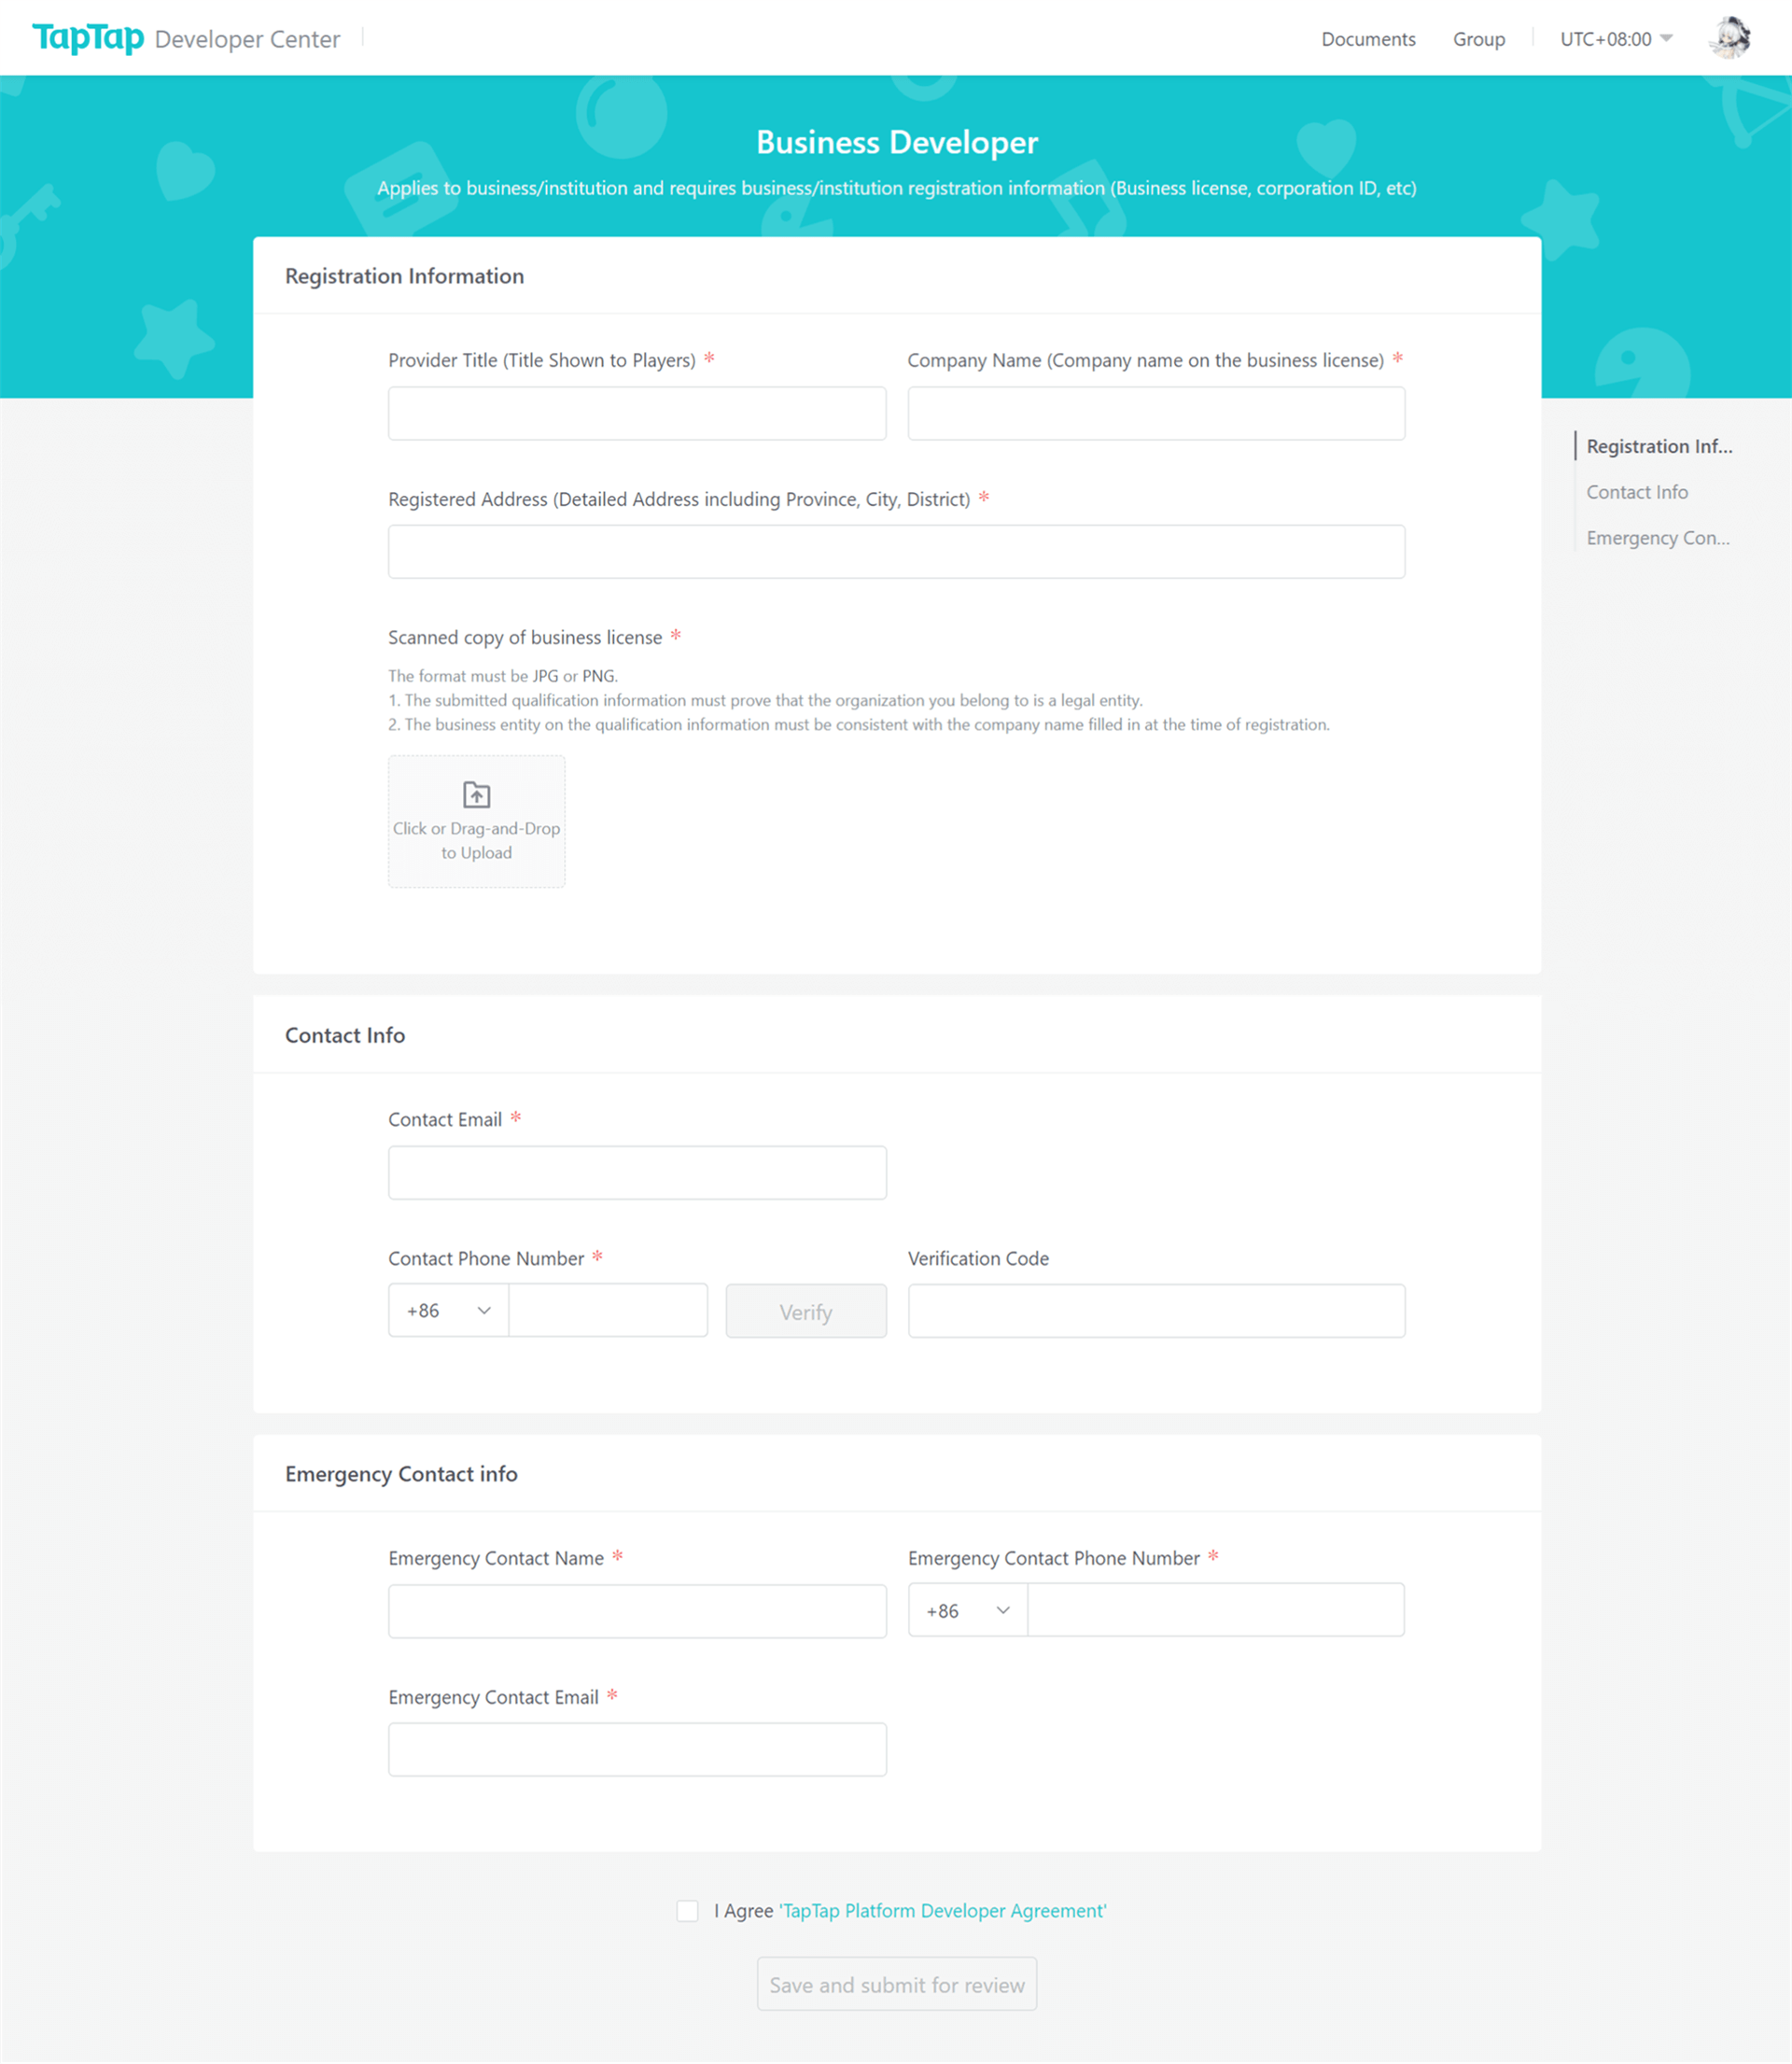 TapTap Developer Center
Documents
Group
UTC+08:00
Business Developer
Applies to business/institution and requires business/institution registration information (Business license, corporation ID, etc)
Registration Information
Provider Title (Title Shown to Players) *
Company Name (Company name on the business license) *
Registered Address (Detailed Address including Province, City, District) *
Scanned copy of business license *
The format must be JPG or PNG.
1. The submitted qualification information must prove that the organization you belong to is a legal entity.
2. The business entity on the qualification information must be consistent with the company name filled in at the time of registration.
Click or Drag-and-Drop
to Upload
Registration Inf...
Contact Info
Emergency Con...
Contact Info
Contact Email *
Contact Phone Number *
Verification Code
+86
Verify
Emergency Contact info
Emergency Contact Name *
Emergency Contact Phone Number *
+86
Emergency Contact Email *
I Agree 'TapTap Platform Developer Agreement'
Save and submit for review